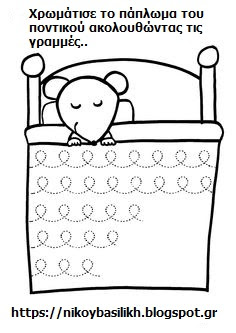 Χρωμάτισε το πάπλωμα του
ποντικού ακολουθώντας τις
γραμμές..
https://nikoybasilikh.blogspot.gr